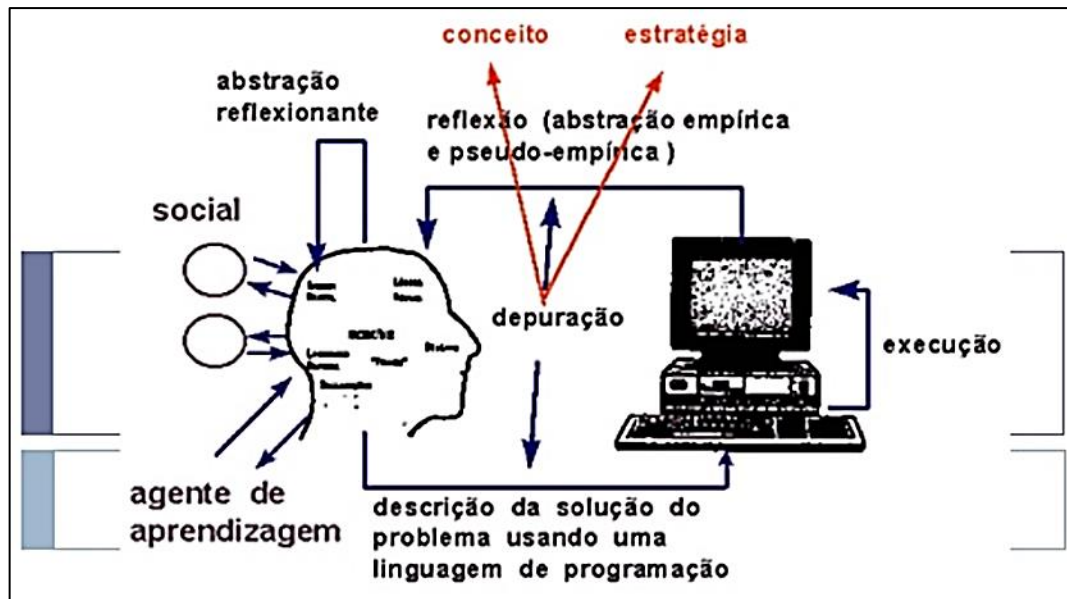 conceito
estratégia
abstração
reflexionante
reflexão (abstração empírica
e pseudo-empírica)
social
depuração
execução
agente de
aprendizagem
descrição da solução do
problema usando uma
linguagem de programação